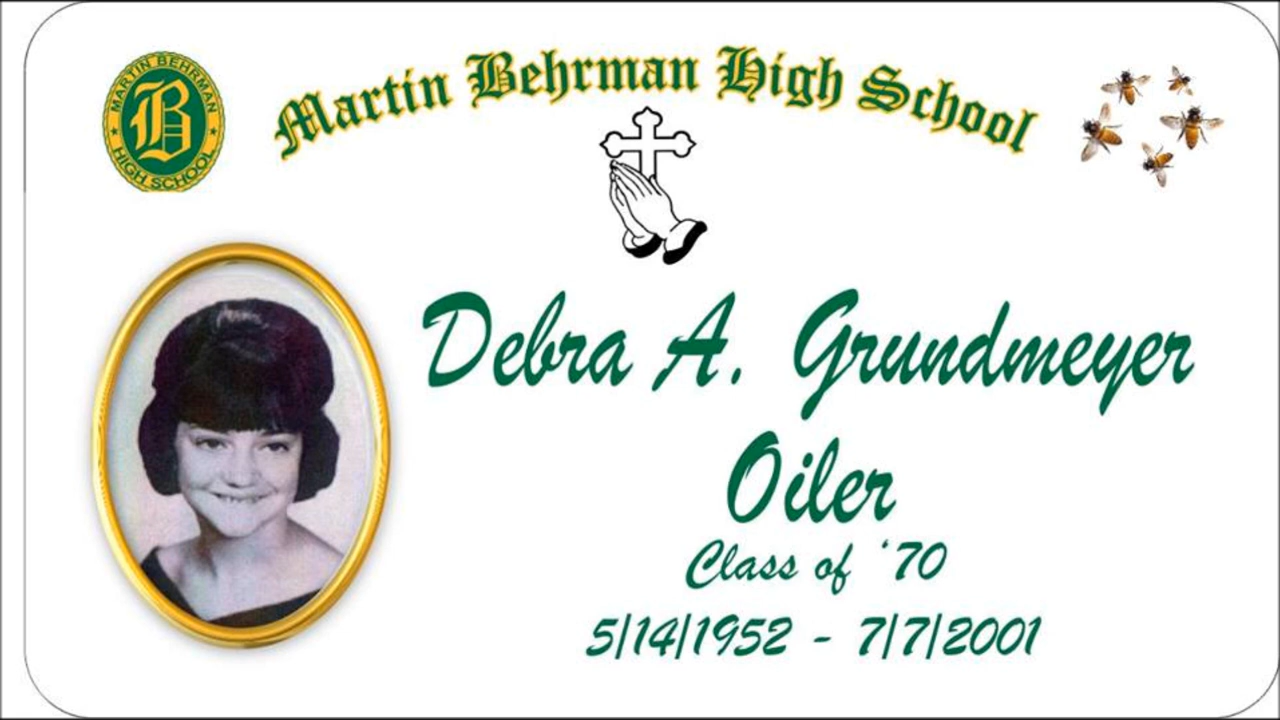 Martin Behrman High School
MARTIN BEHRMAN
B
HIGH SCHOOL
Debra A. Grundmeyer
Oiler
Class of ‘70
5/14/1952 - 7/7/2001